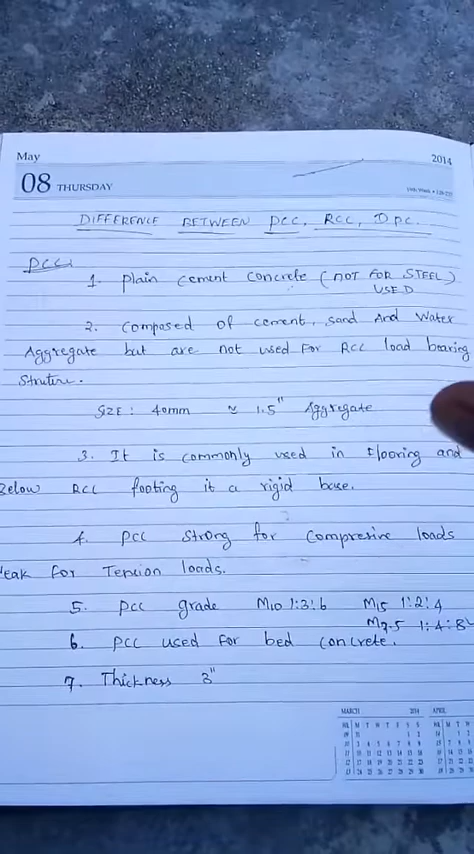 May
2014
08 THURSDAY
DIFFERENCE BETWEEN PCC, RCC, DPC.
PCC
1. Plain cement concrete (NOT FOR STEEL)
USED
2. composed of cement, sand And Water
Aggregate but are not used for RCC load bearing
SIZE: 40mm ≈ 1.5" Aggregate
3. It is commonly used in flooring and
Below RCC footing it a rigid base.
4. PCC strong for compresive loads
eak for Tension loads.
5. PCC grade M10 1:3:6 M15 1:2:4
M7.5 1:4:8
6. PCC used for bed concrete.
7. Thickness 3"
MARCH 2014 APRIL